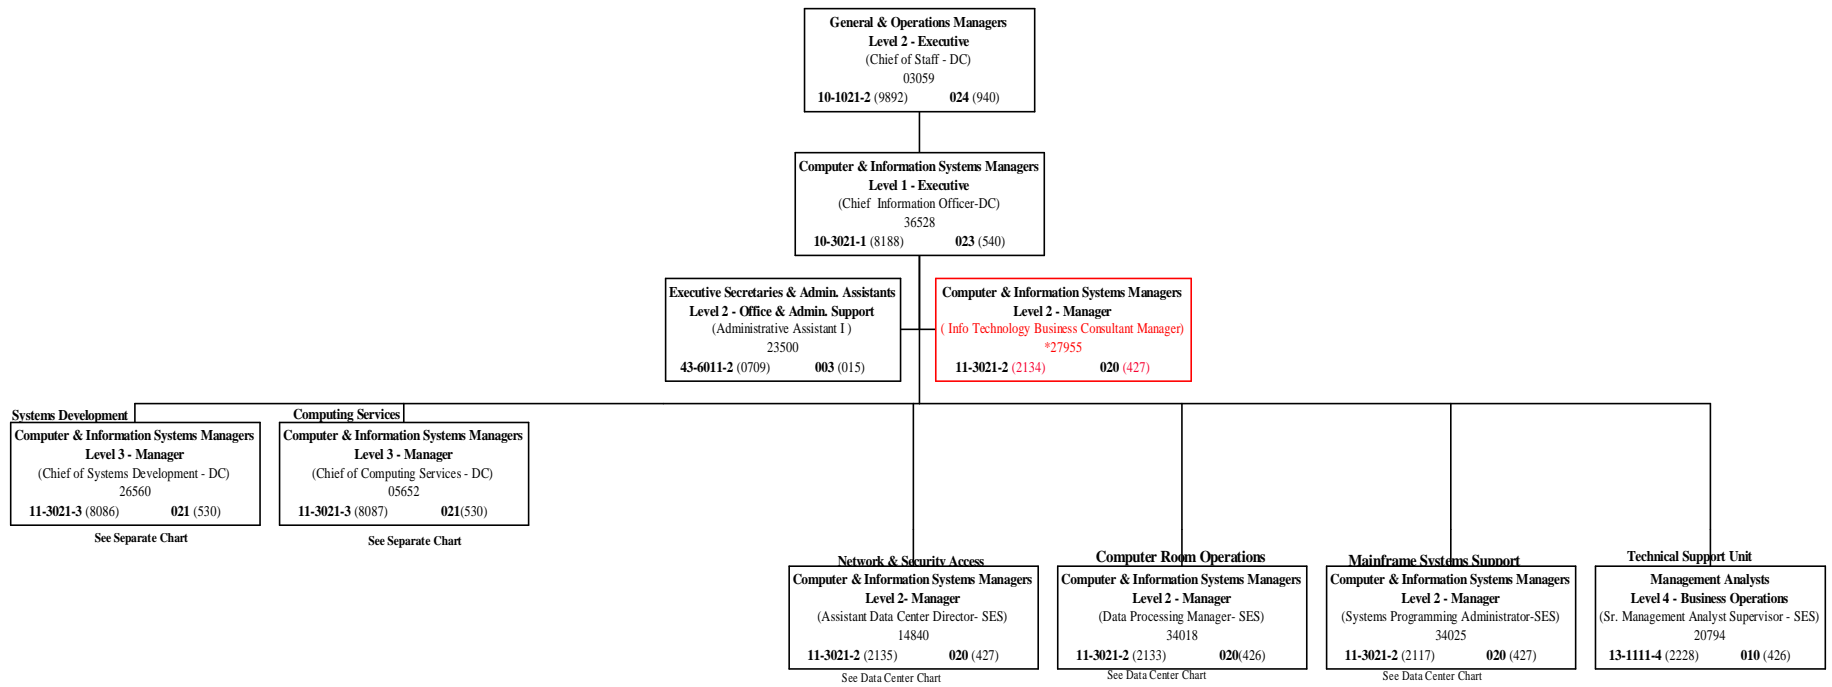 General & Operations Managers
Level 2 - Executive
(Chief of Staff - DC)
03059
10-1021-2 (9892) 024 (940)
Computer & Information Systems Managers
Level 1 - Executive
(Chief Information Officer-DC)
36528
10-3021-1 (8188) 023 (540)
Executive Secretaries & Admin. Assistants
Level 2 - Office & Admin. Support
(Administrative Assistant I )
23500
43-6011-2 (0709) 003 (015)
Computer & Information Systems Managers
Level 2 - Manager
( Info Technology Business Consultant Manager)
*27955
11-3021-2 (2134) 020 (427)
Systems Development
Computer & Information Systems Managers
Level 3 - Manager
(Chief of Systems Development - DC)
26560
11-3021-3 (8086) 021 (530)
See Separate Chart
Computing Services
Computer & Information Systems Managers
Level 3 - Manager
(Chief of Computing Services - DC)
05652
11-3021-3 (8087) 021(530)
See Separate Chart
Network & Security Access
Computer & Information Systems Managers
Level 2- Manager
(Assistant Data Center Director- SES)
14840
11-3021-2 (2135) 020 (427)
See Data Center Chart
Computer Room Operations
Computer & Information Systems Managers
Level 2 - Manager
(Data Processing Manager- SES)
34018
11-3021-2 (2133) 020(426)
See Data Center Chart
Mainframe Systems Support
Computer & Information Systems Managers
Level 2 - Manager
(Systems Programming Administrator-SES)
34025
11-3021-2 (2117) 020 (427)
See Data Center Chart
Technical Support Unit
Management Analysts
Level 4 - Business Operations
(Sr. Management Analyst Supervisor - SES)
20794
13-1111-4 (2228) 010 (426)